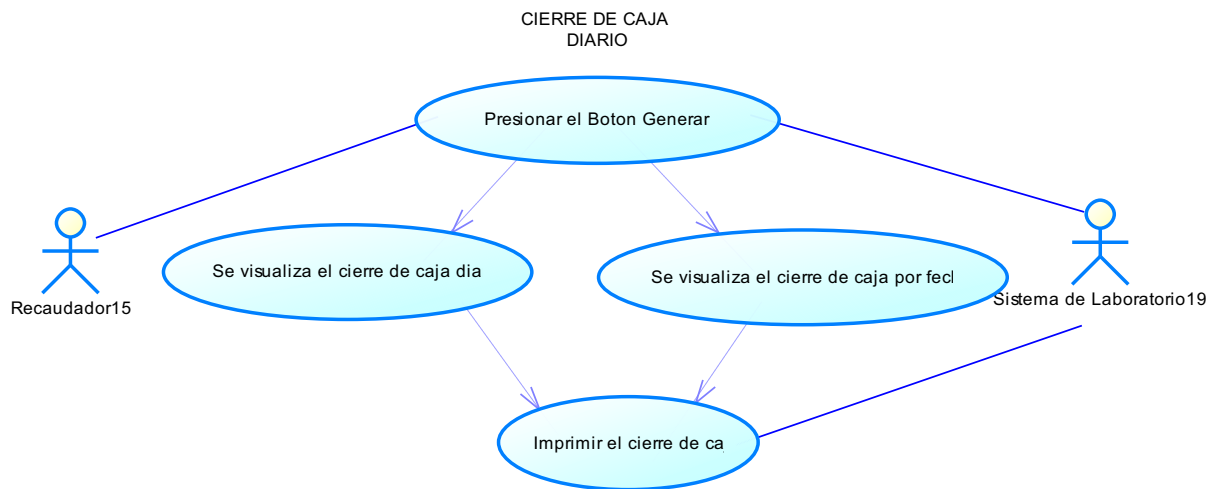 CIERRE DE CAJA
DIARIO
Presionar el Boton Generar
Se visualiza el cierre de caja dia
Se visualiza el cierre de caja por fecl
Recaudador15
Sistema de Laboratorio19
Imprimir el cierre de ca